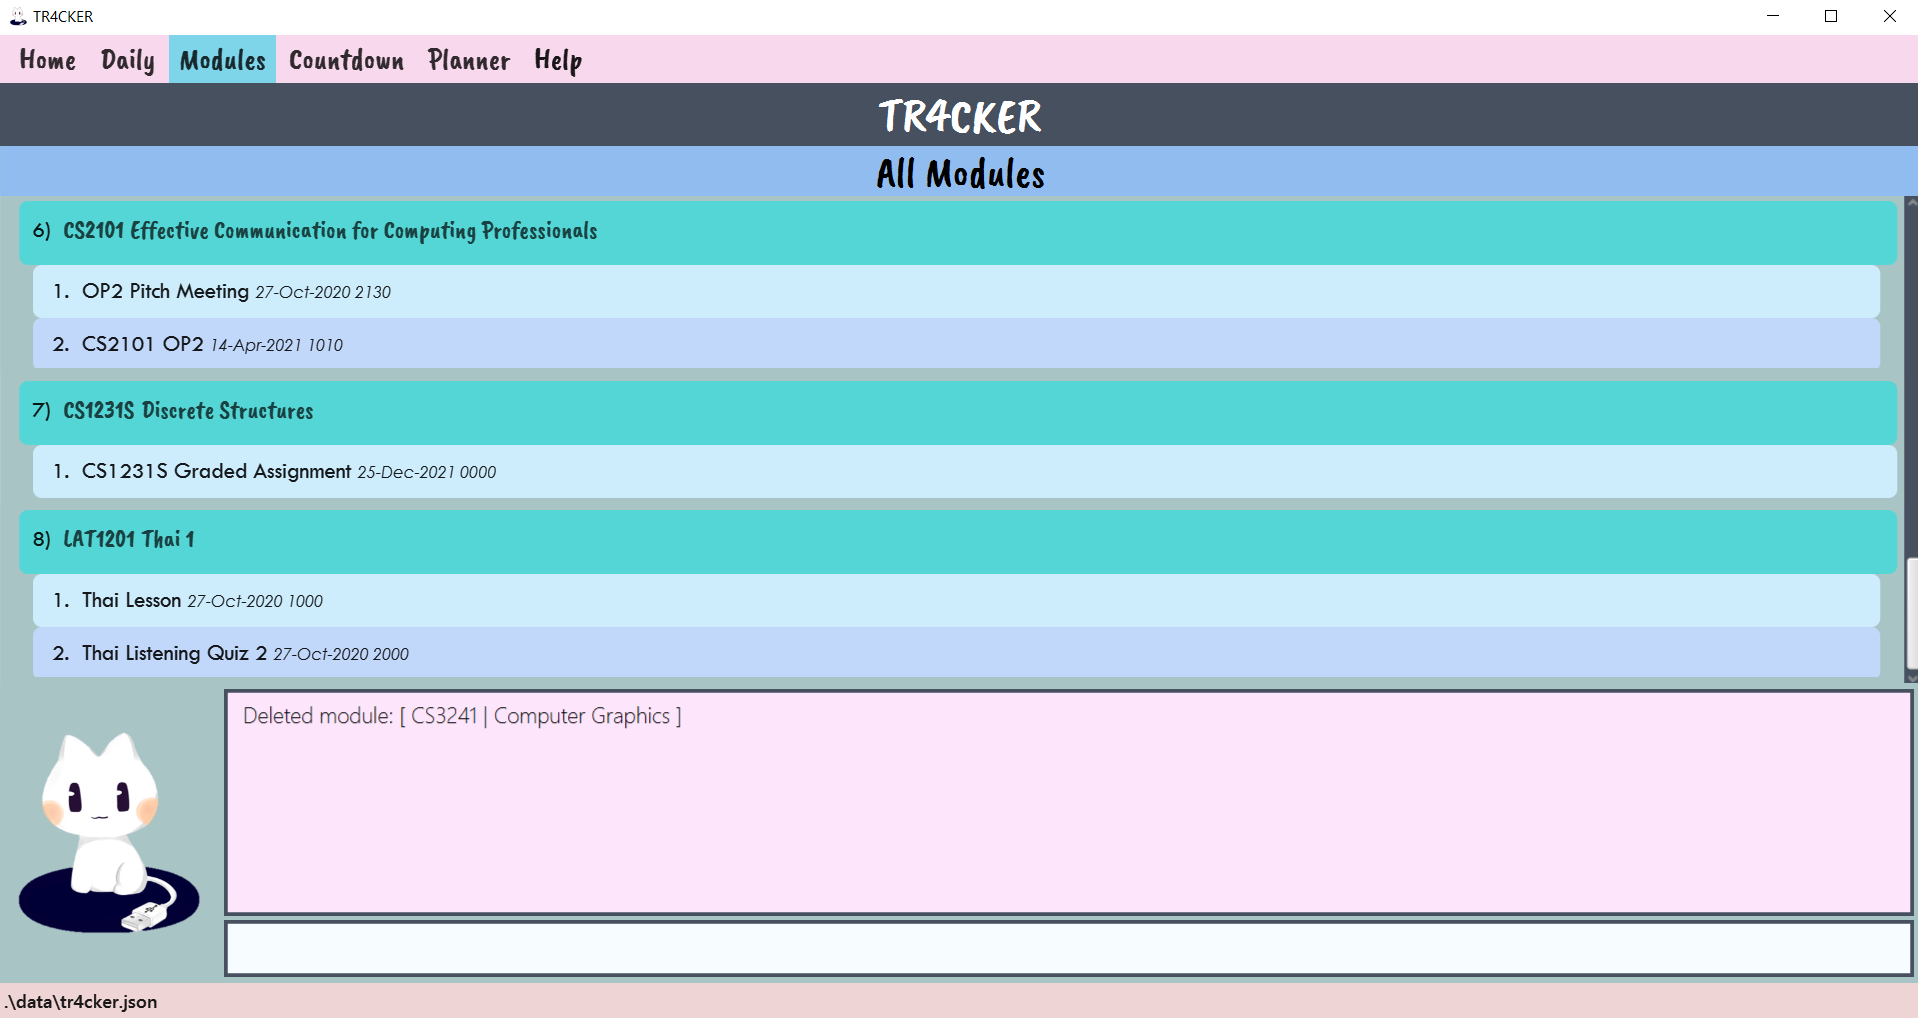 TR4CKER
Home Daily Modules Countdown Planner Help
TR4CKER
All Modules
6) CS2101 Effective Communication for Computing Professionals
1. OP2 Pitch Meeting 27-Oct-2020 2130
2. CS2101 OP2 14-Apr-2021 1010
7) CS1231S Discrete Structures
1. CS1231S Graded Assignment 25-Dec-2021 0000
8) LAT1201 Thai 1
1. Thai Lesson 27-Oct-2020 1000
2. Thai Listening Quiz 2 27-Oct-2020 2000
Deleted module: [ CS3241 | Computer Graphics ]
.\data\tr4cker.json